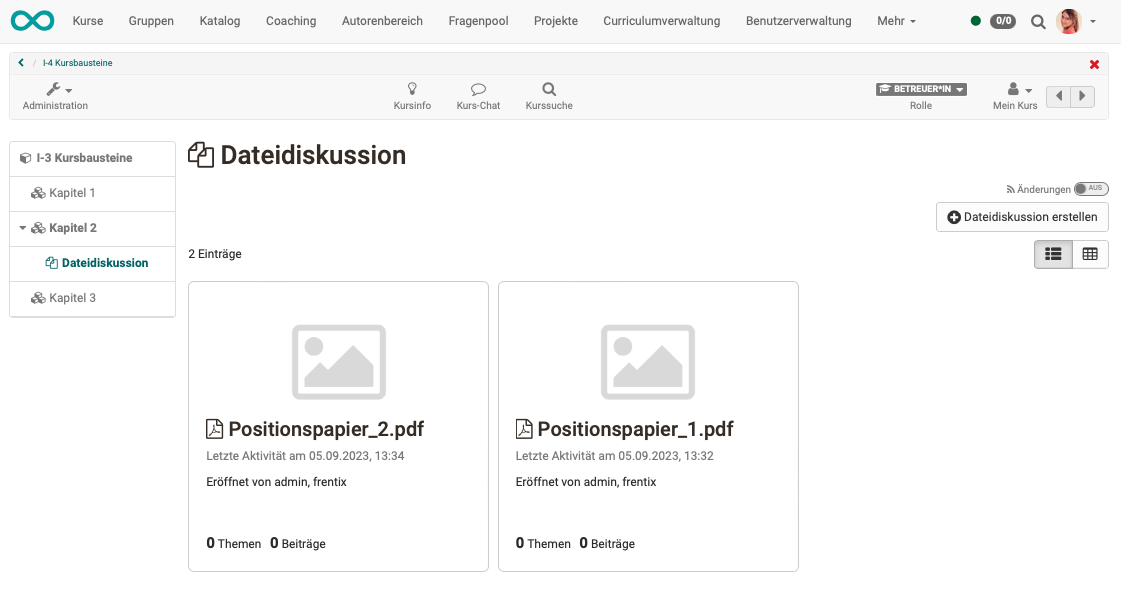 Kurse Gruppen Katalog Coaching Autorenbereich Fragenpool Projekte Curriculumverwaltung Benutzerverwaltung Mehr 0/0
/ I-4 Kursbausteine
Administration Kursinfo Kurs-Chat Kurssuche BETREUER*IN Rolle Mein Kurs
I-3 Kursbausteine
Kapitel 1
Kapitel 2
Dateidiskussion
Kapitel 3
Dateidiskussion
Änderungen AUS
Dateidiskussion erstellen
2 Einträge
Positionspapier_2.pdf
Letzte Aktivität am 05.09.2023, 13:34
Eröffnet von admin, frentix
0 Themen 0 Beiträge
Positionspapier_1.pdf
Letzte Aktivität am 05.09.2023, 13:32
Eröffnet von admin, frentix
0 Themen 0 Beiträge